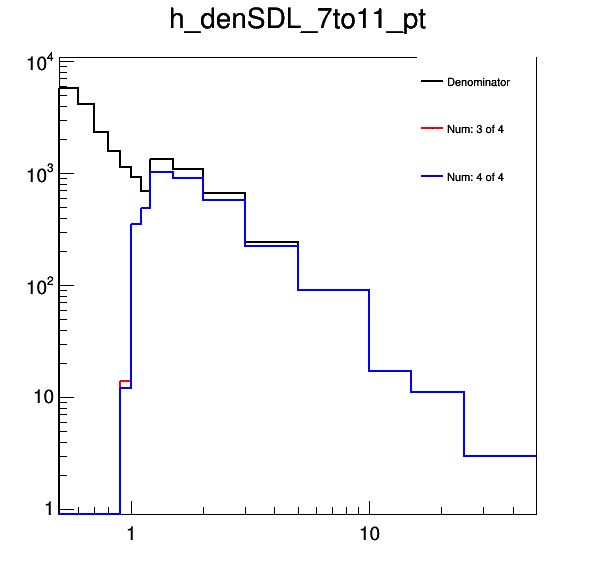 h_denSDL_7to11_pt
10^4
Denominator
Num: 3 of 4
10^3
Num: 4 of 4
10^2
10
1
1 10